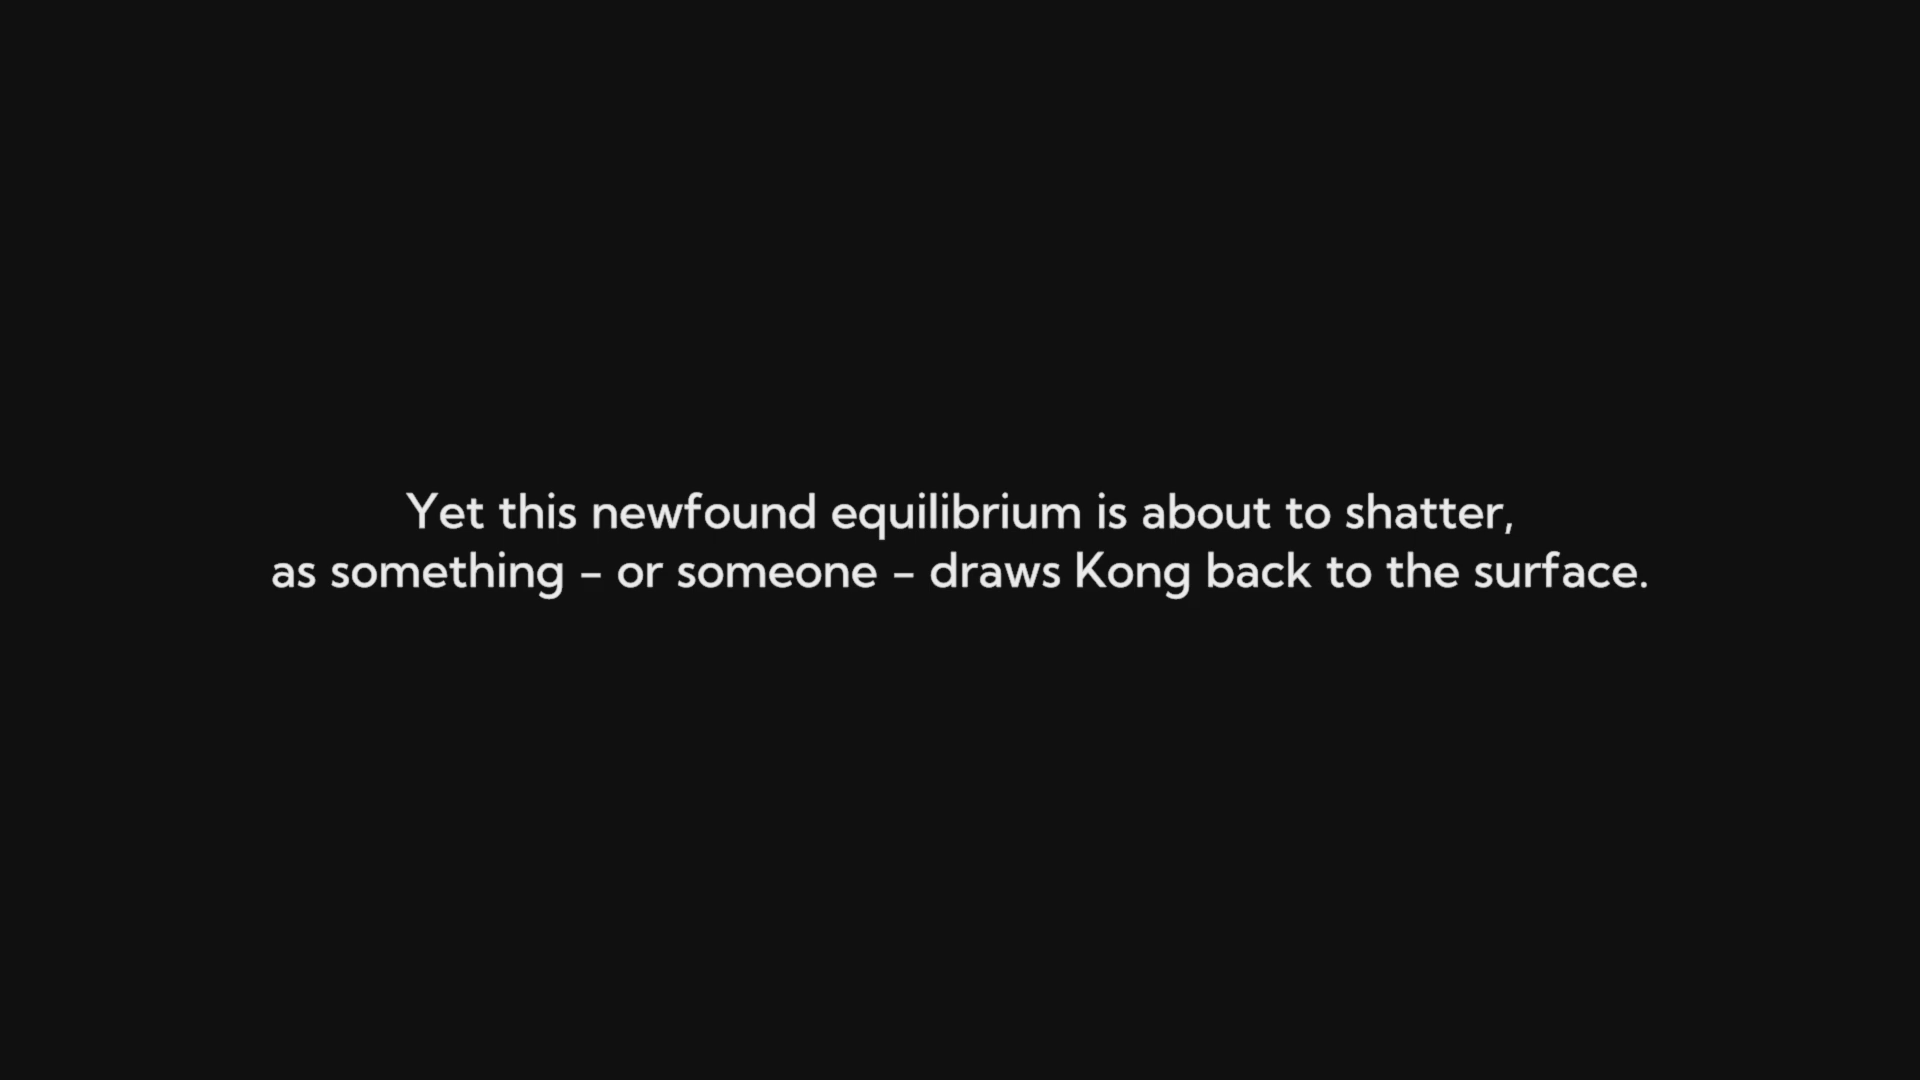 Yet this newfound equilibrium is about to shatter,
as something – or someone – draws Kong back to the surface.